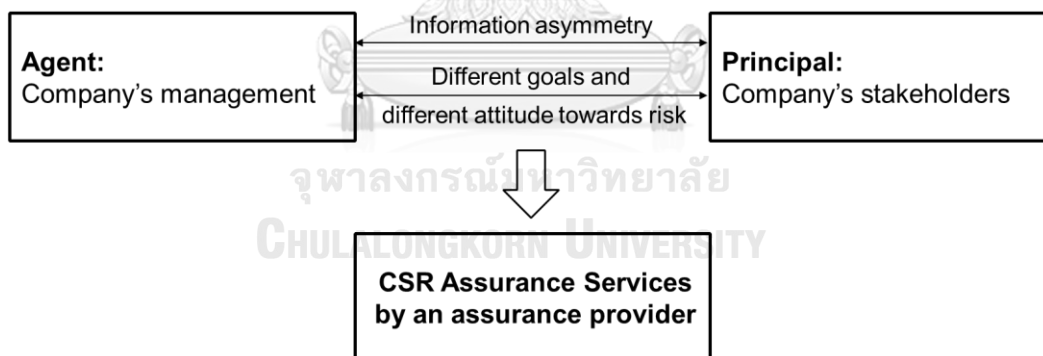 Information asymmetry
Agent:
Company's management
Different goals and
different attitude towards risk
Principal:
Company's stakeholders
จุฬาลงกรณ์มหาวิทยาลัย
CHULALONGKORN UNIVERSITY
CSR Assurance Services
by an assurance provider